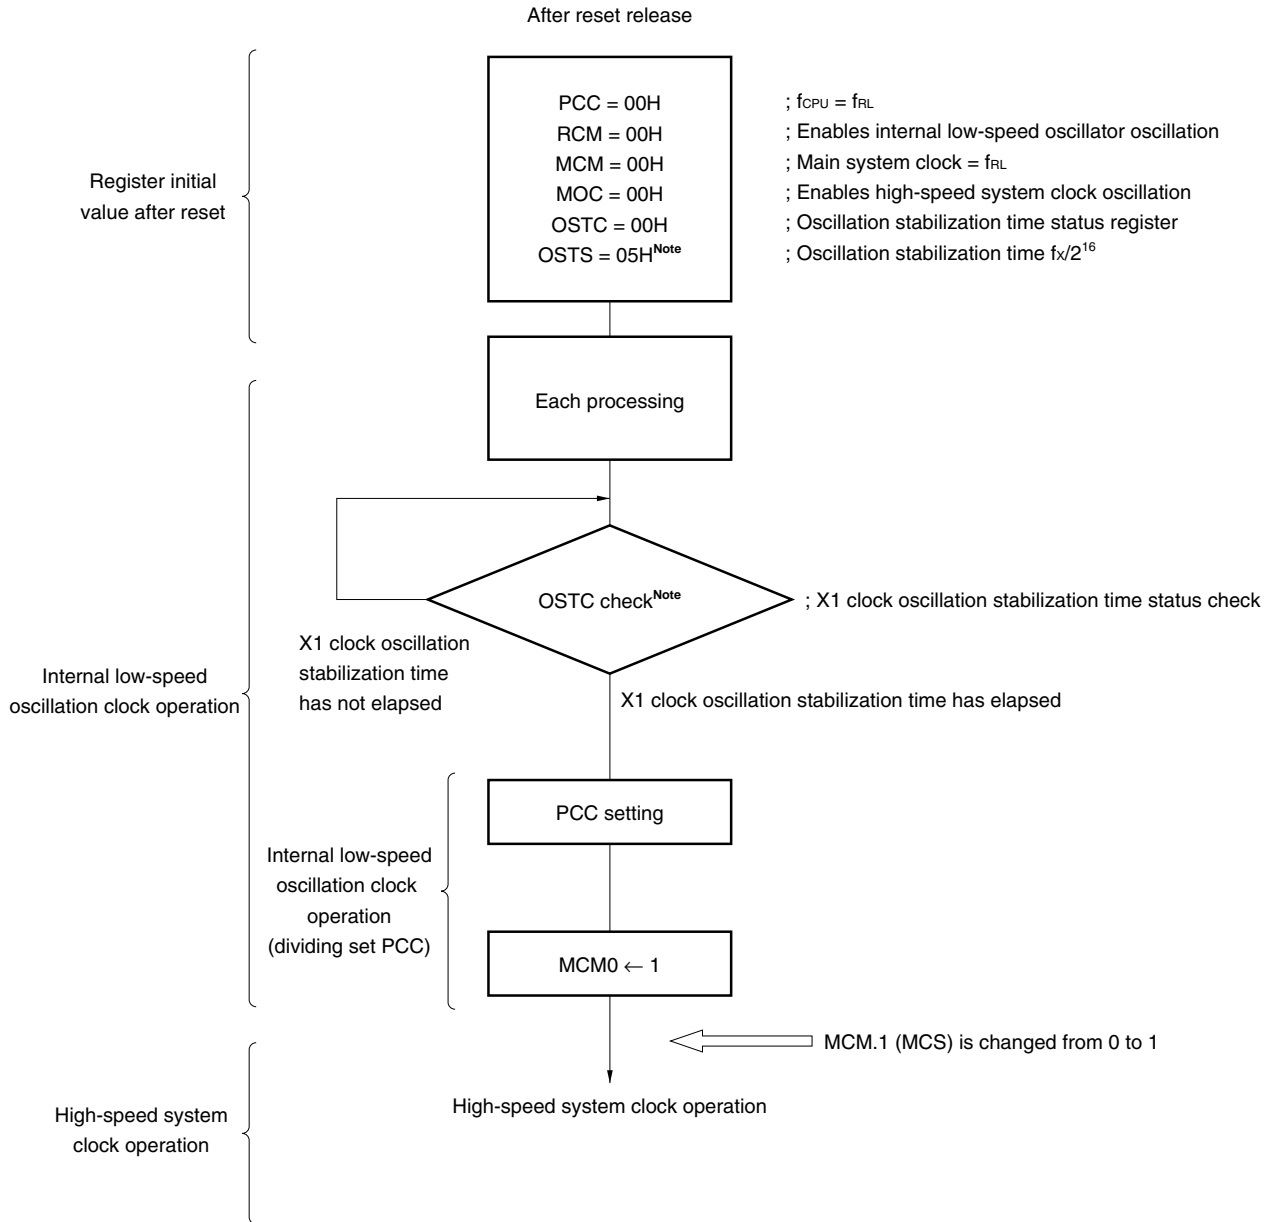 After reset release
PCC = 00H
; fCPU = fRL
RCM = 00H
; Enables internal low-speed oscillator oscillation
MCM = 00H
; Main system clock = fRL
MOC = 00H
; Enables high-speed system clock oscillation
OSTC = 00H
; Oscillation stabilization time status register
OSTS = 05H^Note
; Oscillation stabilization time fX/2^16
Register initial
value after reset
Each processing
OSTC check^Note
; X1 clock oscillation stabilization time status check
X1 clock oscillation
stabilization time
has not elapsed
X1 clock oscillation stabilization time has elapsed
Internal low-speed
oscillation clock operation
PCC setting
Internal low-speed
oscillation clock
operation
(dividing set PCC)
MCM0 ← 1
MCM.1 (MCS) is changed from 0 to 1
High-speed system clock operation
High-speed system
clock operation